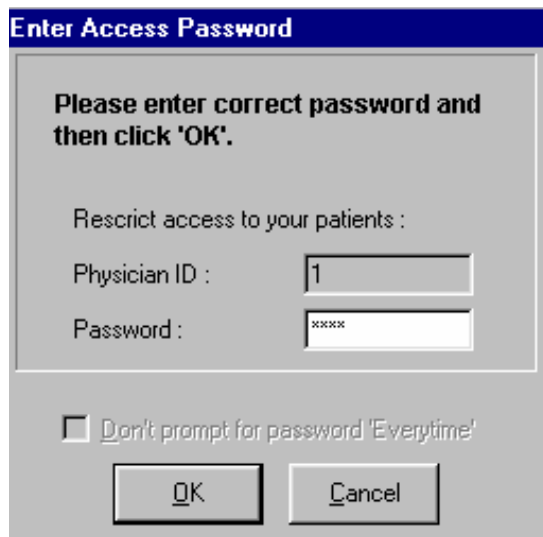 Enter Access Password
Please enter correct password and
then click 'OK'.
Rescrict access to your patients :
Physician ID :
1
Password :
****
Don't prompt for password 'Everytime'
OK
Cancel